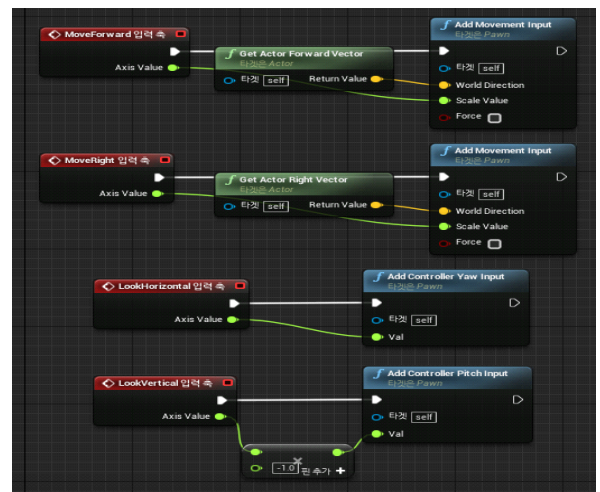 MoveForward 입력 축
Axis Value
Get Actor Forward Vector
타겟은 Actor
타겟 self
Return Value
Add Movement Input
타겟은 Pawn
타겟 self
World Direction
Scale Value
Force
MoveRight 입력 축
Axis Value
Get Actor Right Vector
타겟은 Actor
타겟 self
Return Value
Add Movement Input
타겟은 Pawn
타겟 self
World Direction
Scale Value
Force
LookHorizontal 입력 축
Axis Value
Add Controller Yaw Input
타겟은 Pawn
타겟 self
Val
LookVertical 입력 축
Axis Value
-1.0
핀 추가 +
Add Controller Pitch Input
타겟은 Pawn
타겟 self
Val